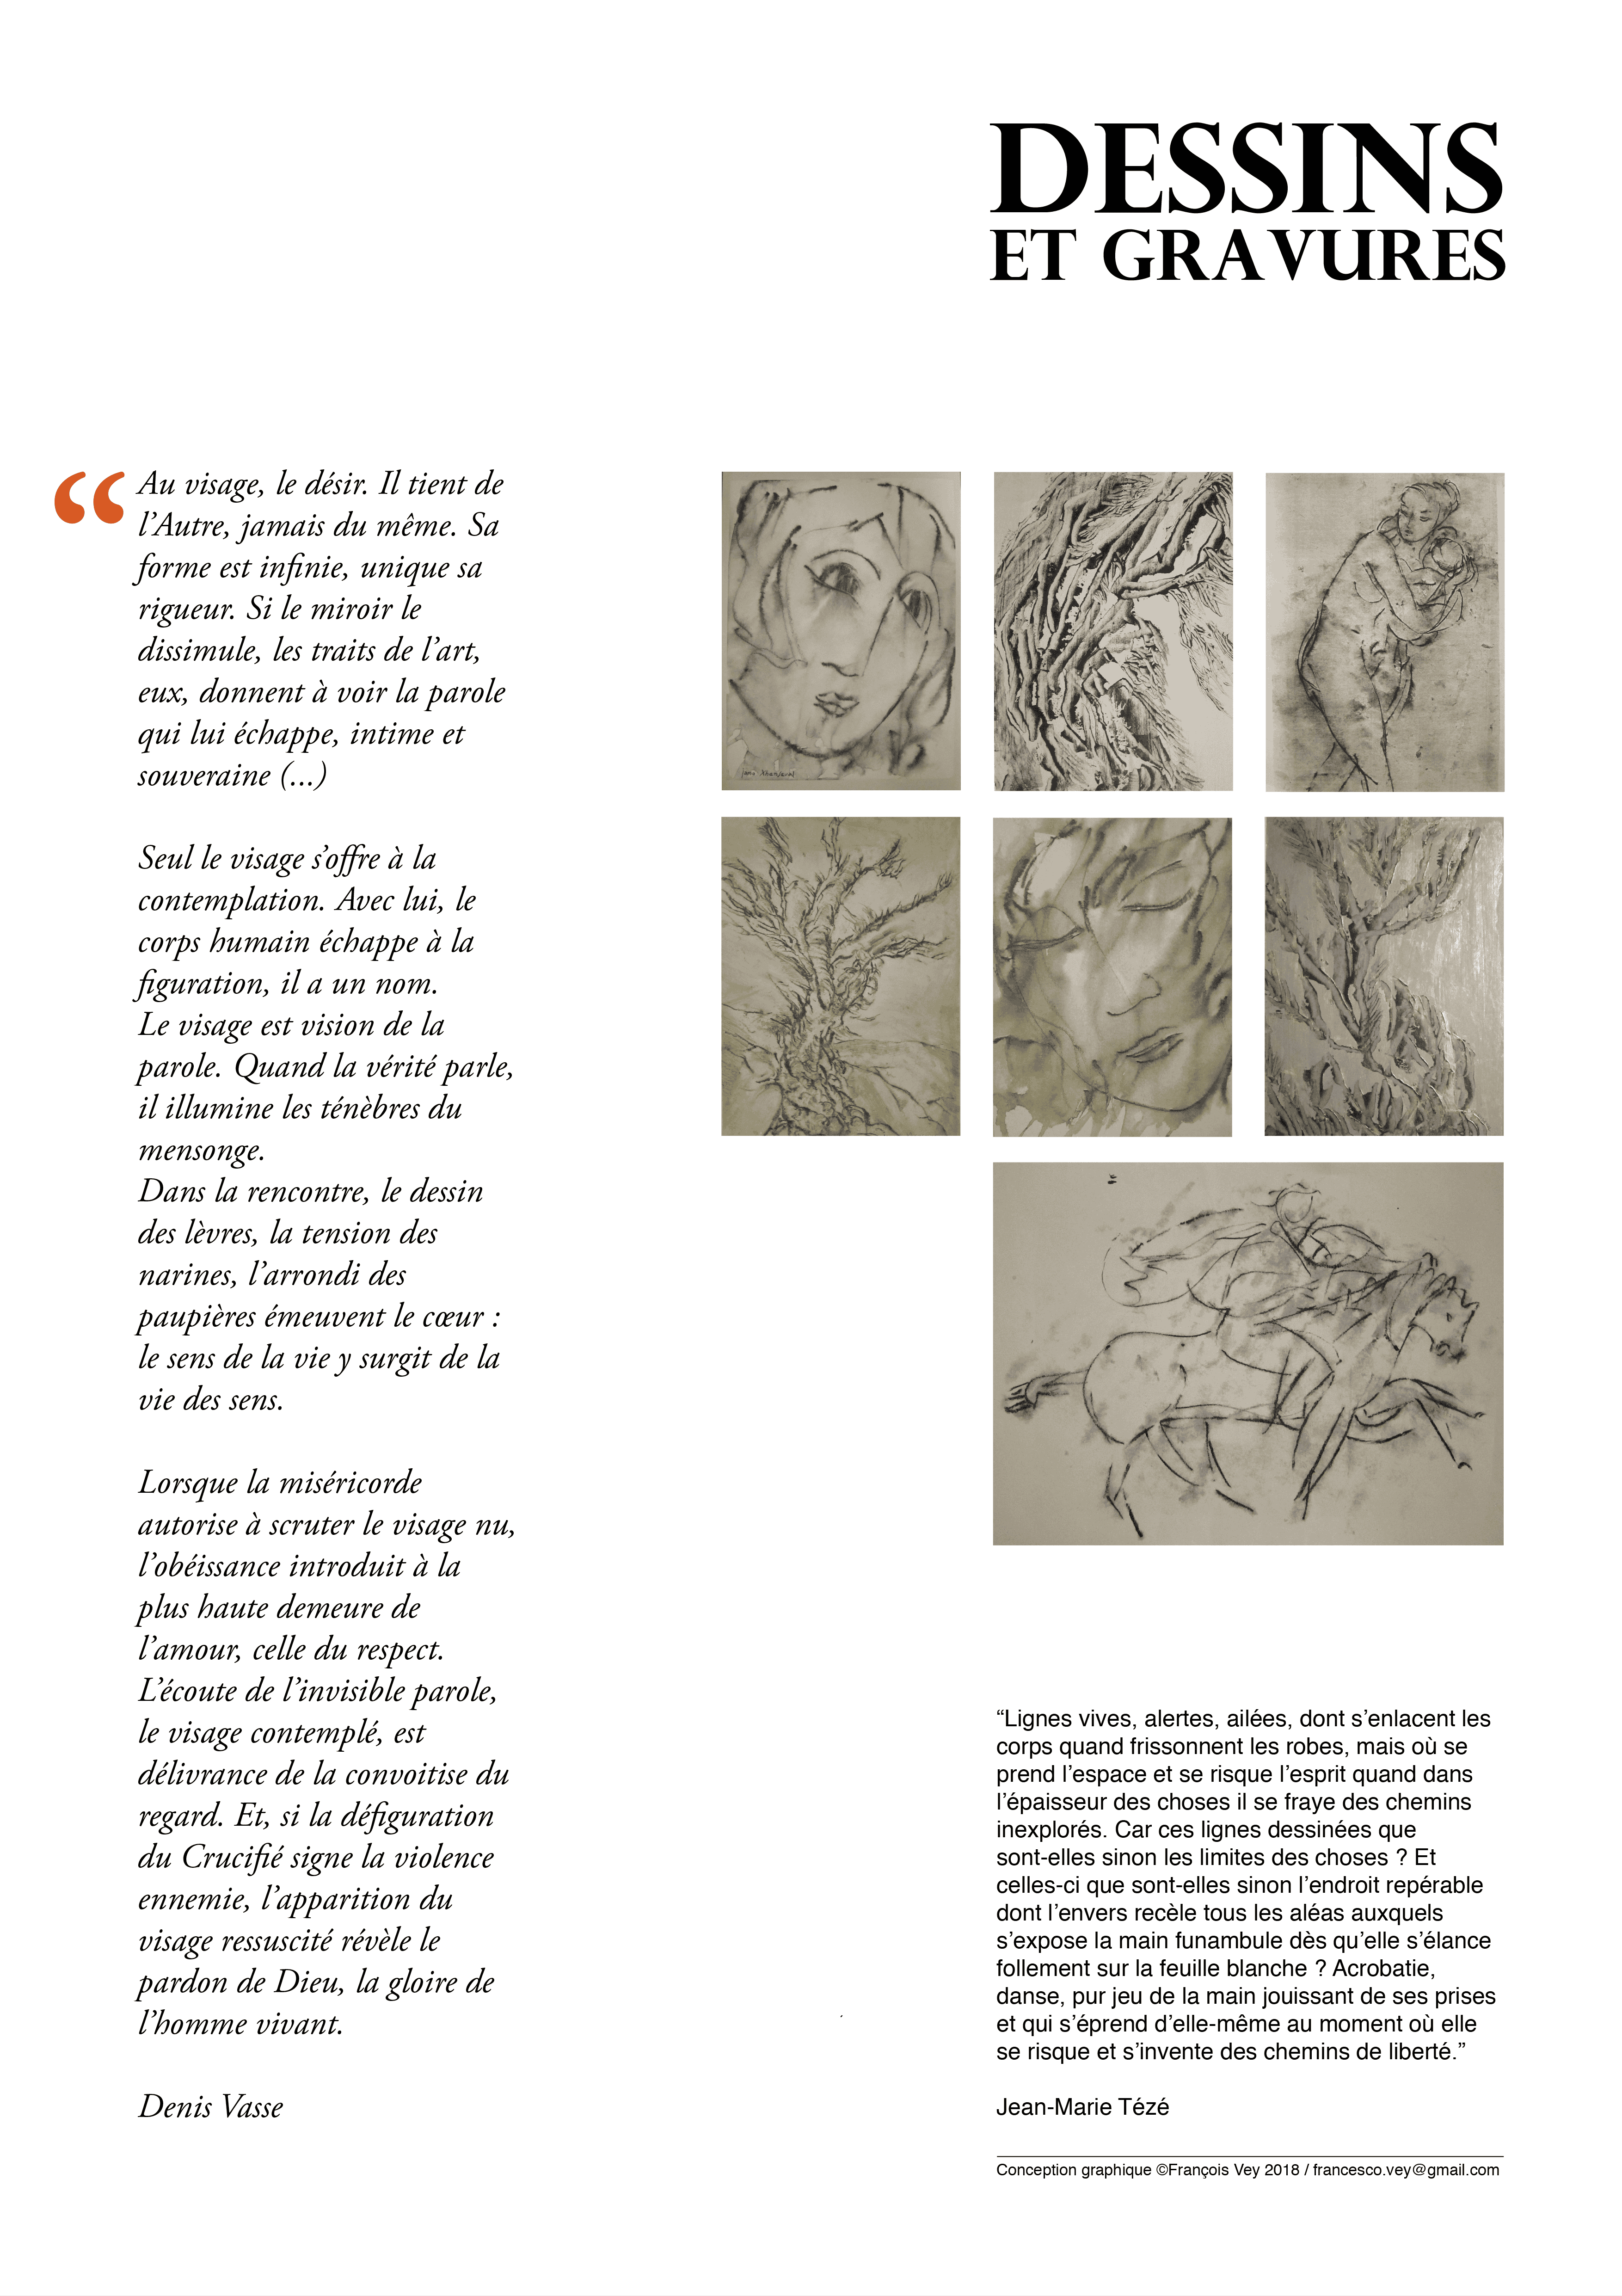 DESSINS
ET GRAVURES
“
Au visage, le désir. Il tient de
l’Autre, jamais du même. Sa
forme est infinie, unique sa
rigueur. Si le miroir le
dissimule, les traits de l’art,
eux, donnent à voir la parole
qui lui échappe, intime et
souveraine (...)
Seul le visage s’offre à la
contemplation. Avec lui, le
corps humain échappe à la
figuration, il a un nom.
Le visage est vision de la
parole. Quand la vérité parle,
il illumine les ténèbres du
mensonge.
Dans la rencontre, le dessin
des lèvres, la tension des
narines, l’arrondi des
paupières émeuvent le cœur :
le sens de la vie y surgit de la
vie des sens.
Lorsque la miséricorde
autorise à scruter le visage nu,
l’obéissance introduit à la
plus haute demeure de
l’amour, celle du respect.
L’écoute de l’invisible parole,
le visage contemplé, est
délivrance de la convoitise du
regard. Et, si la défiguration
du Crucifié signe la violence
ennemie, l’apparition du
visage ressuscité révèle le
pardon de Dieu, la gloire de
l’homme vivant.
Denis Vasse
“Lignes vives, alertes, ailées, dont s’enlacent les
corps quand frissonnent les robes, mais où se
prend l’espace et se risque l’esprit quand dans
l’épaisseur des choses il se fraye des chemins
inexplorés. Car ces lignes dessinées que
sont-elles sinon les limites des choses ? Et
celles-ci que sont-elles sinon l’endroit repérable
dont l’envers recèle tous les aléas auxquels
s’expose la main funambule dès qu’elle s’élance
follement sur la feuille blanche ? Acrobatie,
danse, pur jeu de la main jouissant de ses prises
et qui s’éprend d’elle-même au moment où elle
se risque et s’invente des chemins de liberté.”
Jean-Marie Tézé
Conception graphique ©François Vey 2018 / francesco.vey@gmail.com